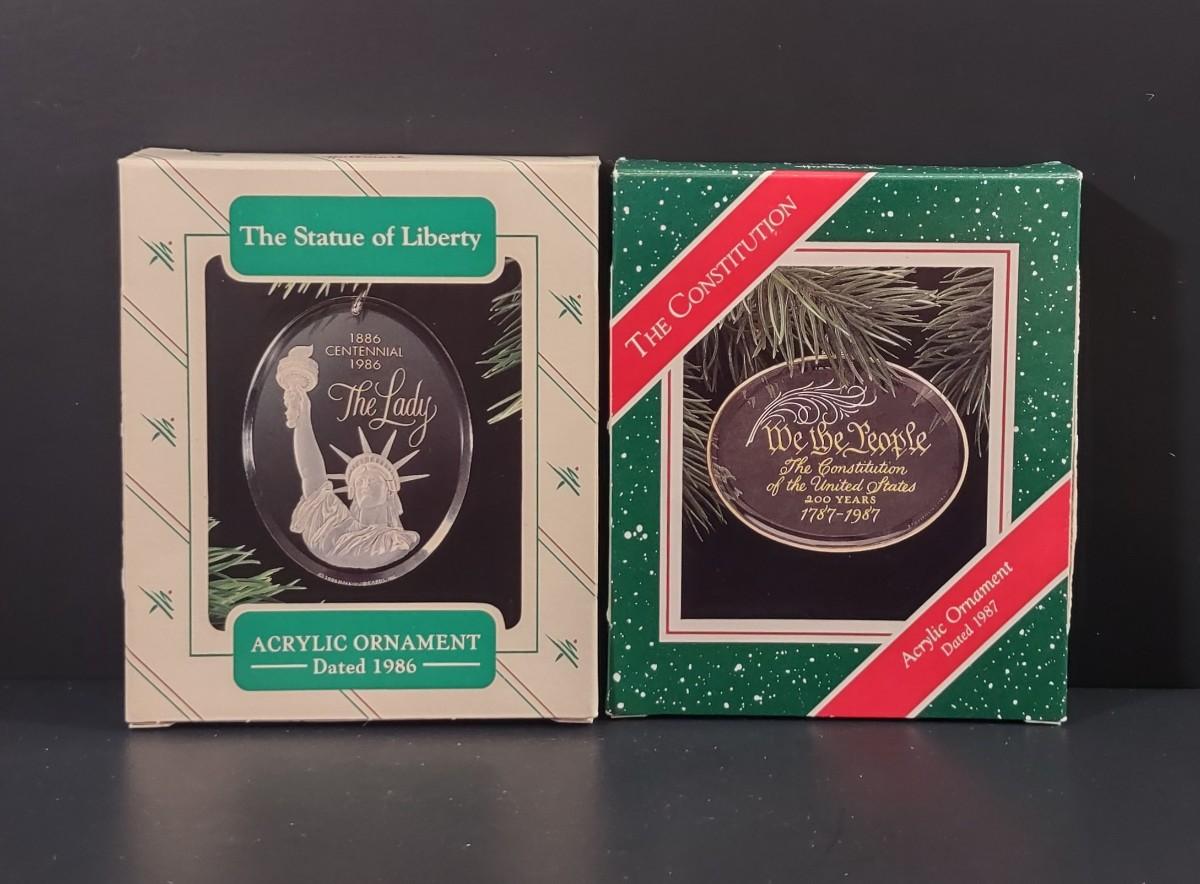 The Statue of Liberty
1886
CENTENNIAL
1986
The Lady
ACRYLIC ORNAMENT
Dated 1986
THE CONSTITUTION
We the People
The Constitution
of the United States
200 YEARS
1787-1987
Acrylic Ornament
Dated 1987